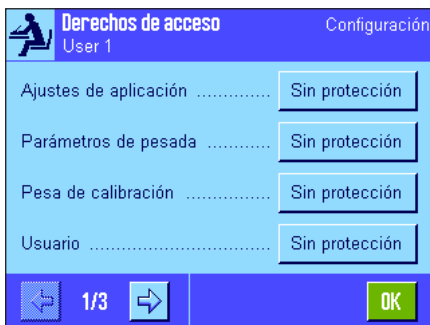 Derechos de acceso Configuración
User 1
Ajustes de aplicación .............. Sin protección
Parámetros de pesada ............ Sin protección
Pesa de calibración ................ Sin protección
Usuario .................................. Sin protección
1/3 OK